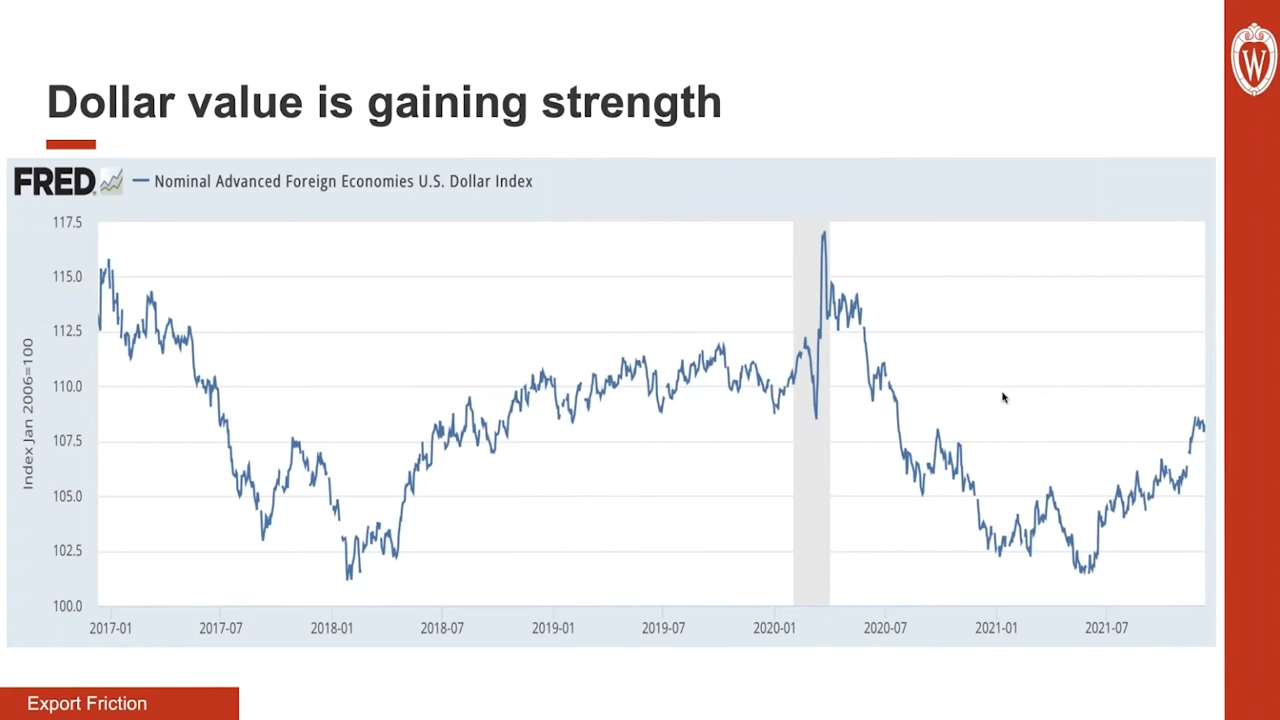 Dollar value is gaining strength
W
FRED
Nominal Advanced Foreign Economies U.S. Dollar Index
117.5
115.0
112.5
110.0
107.5
105.0
102.5
100.0
Index Jan 2006=100
2017-01 2017-07 2018-01 2018-07 2019-01 2019-07 2020-01 2020-07 2021-01 2021-07
Export Friction